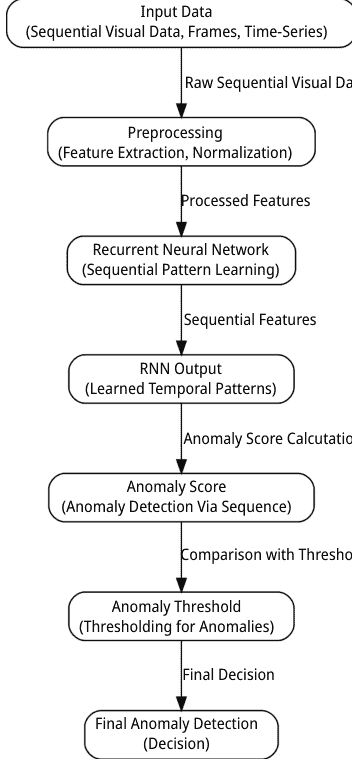 Input Data
(Sequential Visual Data, Frames, Time-Series)
Raw Sequential Visual Da
Preprocessing
(Feature Extraction, Normalization)
Processed Features
Recurrent Neural Network
(Sequential Pattern Learning)
Sequential Features
RNN Output
(Learned Temporal Patterns)
Anomaly Score Calcutatio
Anomaly Score
(Anomaly Detection Via Sequence)
Comparison with Thresho
Anomaly Threshold
(Thresholding for Anomalies)
Final Decision
Final Anomaly Detection
(Decision)